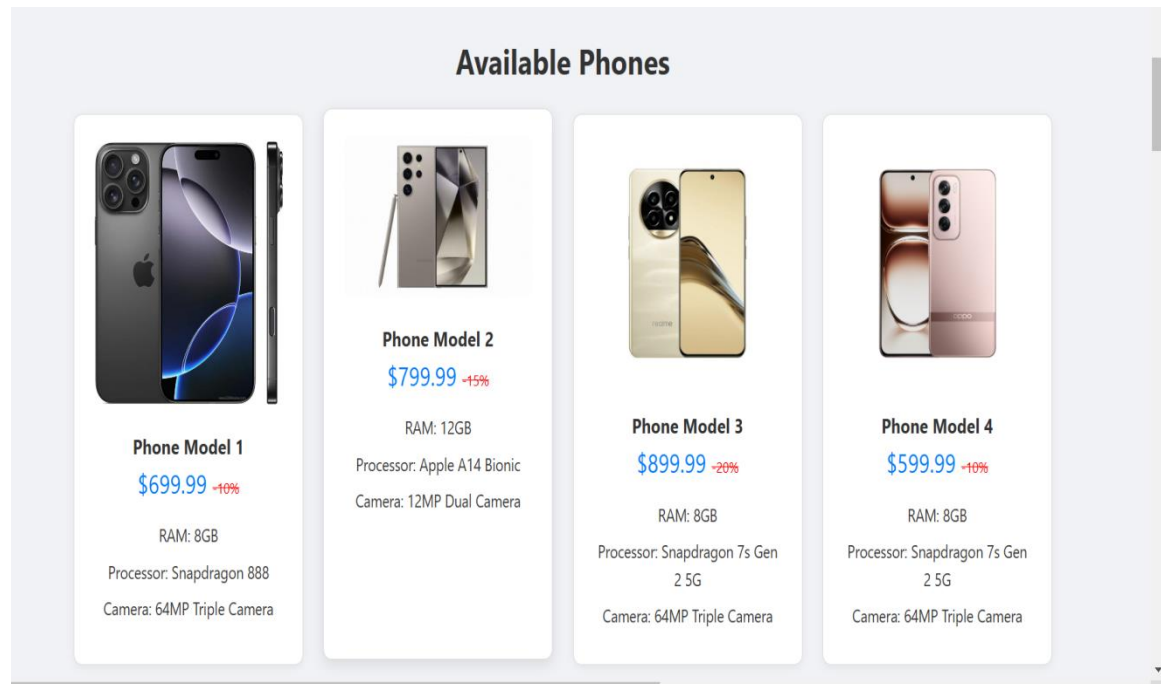 Available Phones
Phone Model 1
$699.99 -10%
RAM: 8GB
Processor: Snapdragon 888
Camera: 64MP Triple Camera
Phone Model 2
$799.99 -15%
RAM: 12GB
Processor: Apple A14 Bionic
Camera: 12MP Dual Camera
realme
Phone Model 3
$899.99 -20%
RAM: 8GB
Processor: Snapdragon 7s Gen
2 5G
Camera: 64MP Triple Camera
oppo
Phone Model 4
$599.99 -10%
RAM: 8GB
Processor: Snapdragon 7s Gen
2 5G
Camera: 64MP Triple Camera